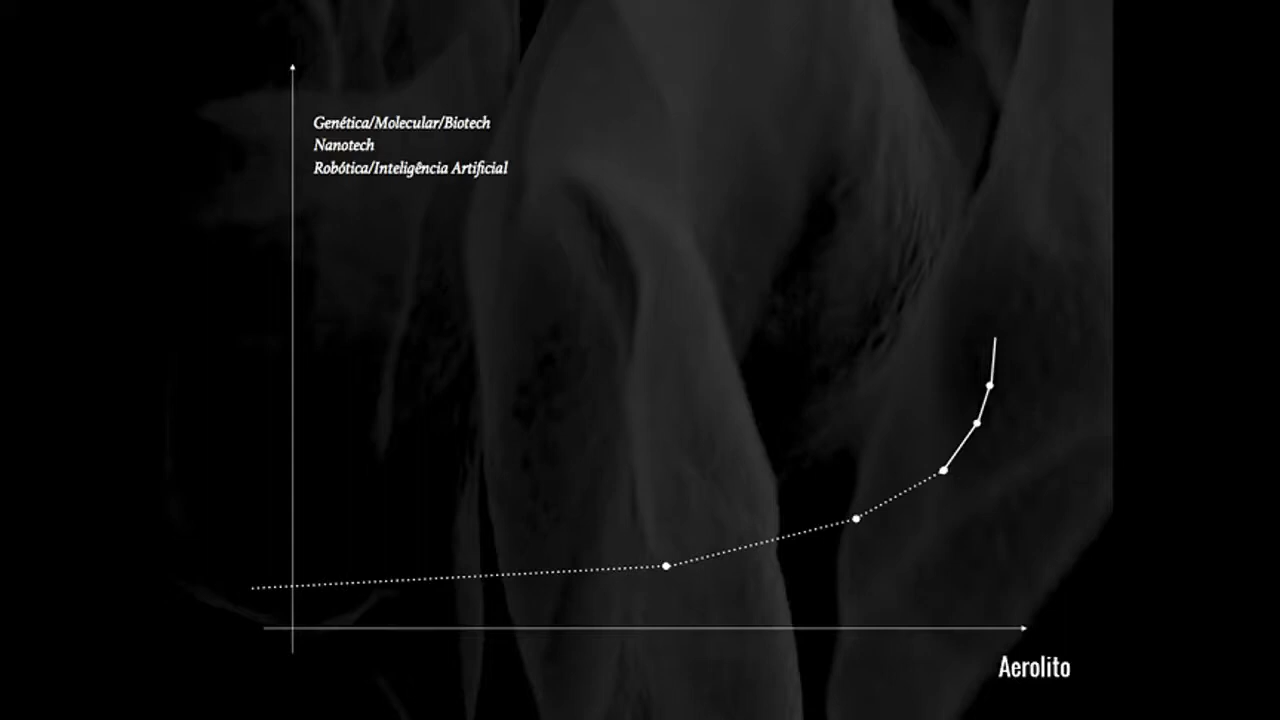 Genética/Molecular/Biotech
Nanotech
Robótica/Inteligência Artificial
Aerolito